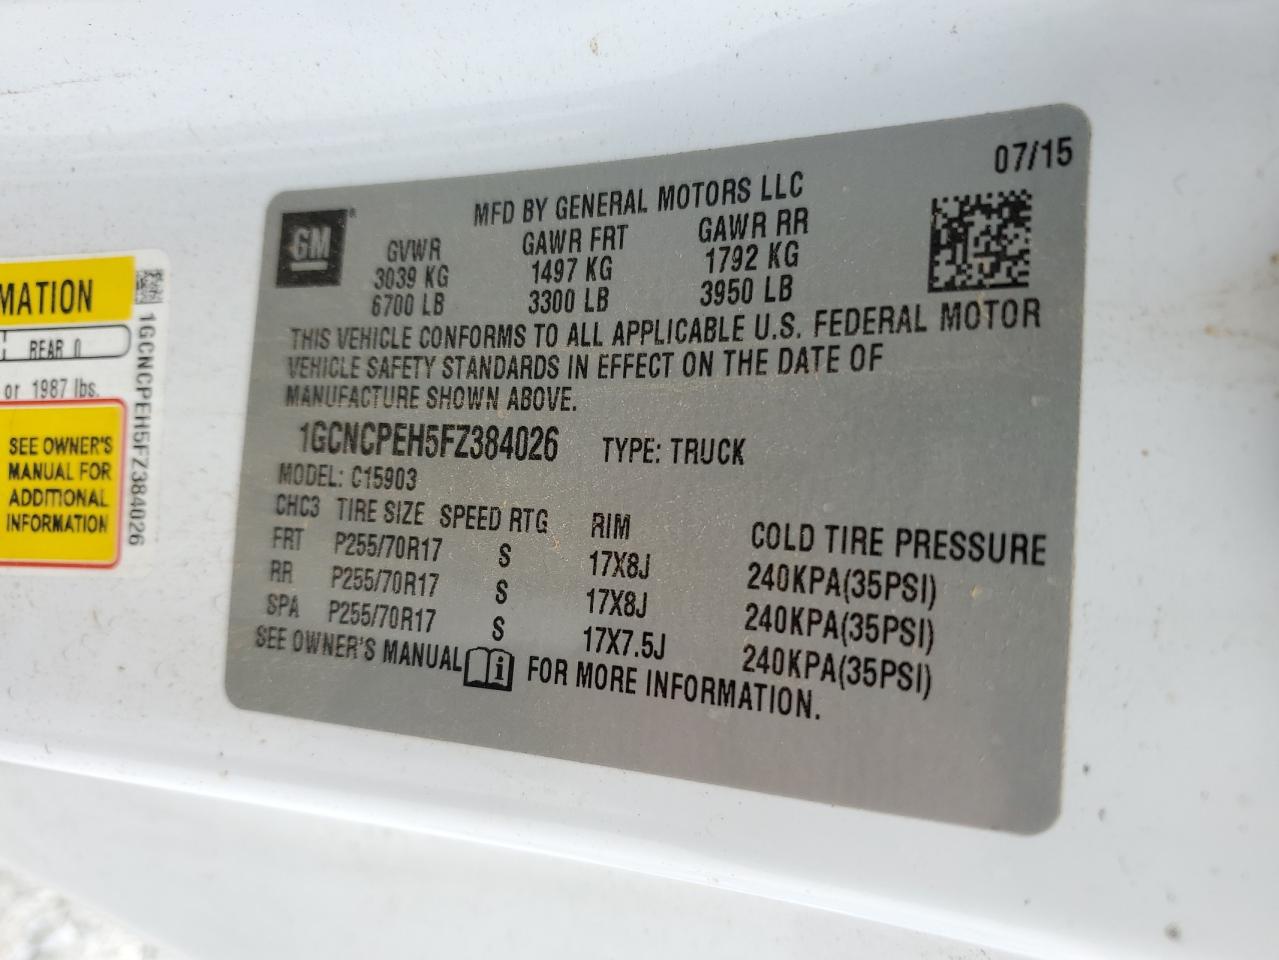 MATION
REAR 0
or 1987 lbs.
SEE OWNER'S
MANUAL FOR
ADDITIONAL
INFORMATION
1GCNCPEH5FZ384026
GM
07/15
MFD BY GENERAL MOTORS LLC
GVWR GAWR FRT GAWR RR
3039 KG 1497 KG 1792 KG
6700 LB 3300 LB 3950 LB
THIS VEHICLE CONFORMS TO ALL APPLICABLE U.S. FEDERAL MOTOR
VEHICLE SAFETY STANDARDS IN EFFECT ON THE DATE OF
MANUFACTURE SHOWN ABOVE.
1GCNCPEH5FZ384026 TYPE: TRUCK
MODEL: C15903
CHC3 TIRE SIZE SPEED RTG RIM COLD TIRE PRESSURE
FRT P255/70R17 S 17X8J 240KPA(35PSI)
RR P255/70R17 S 17X8J 240KPA(35PSI)
SPA P255/70R17 S 17X7.5J 240KPA(35PSI)
SEE OWNER'S MANUAL i FOR MORE INFORMATION.